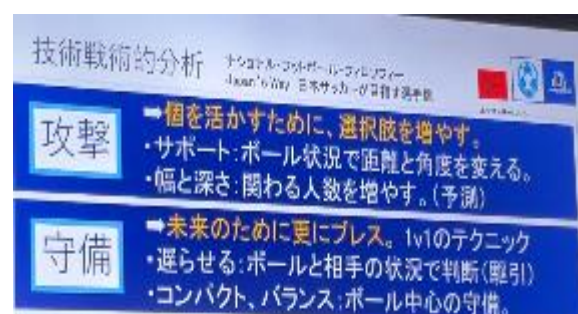 技術戦術的分析
ナショナル・フットボール・フィロソフィー
Japan's Way 日本サッカーが目指す選手像
攻撃
➡個を活かすために、選択肢を増やす。
・サポート：ボール状況で距離と角度を変える。
・幅と深さ：関わる人数を増やす。(予測)
守備
➡未来のために更にプレス。1v1のテクニック
・遅らせる：ボールと相手の状況で判断(駆引)
・コンパクト、バランス：ボール中心の守備。